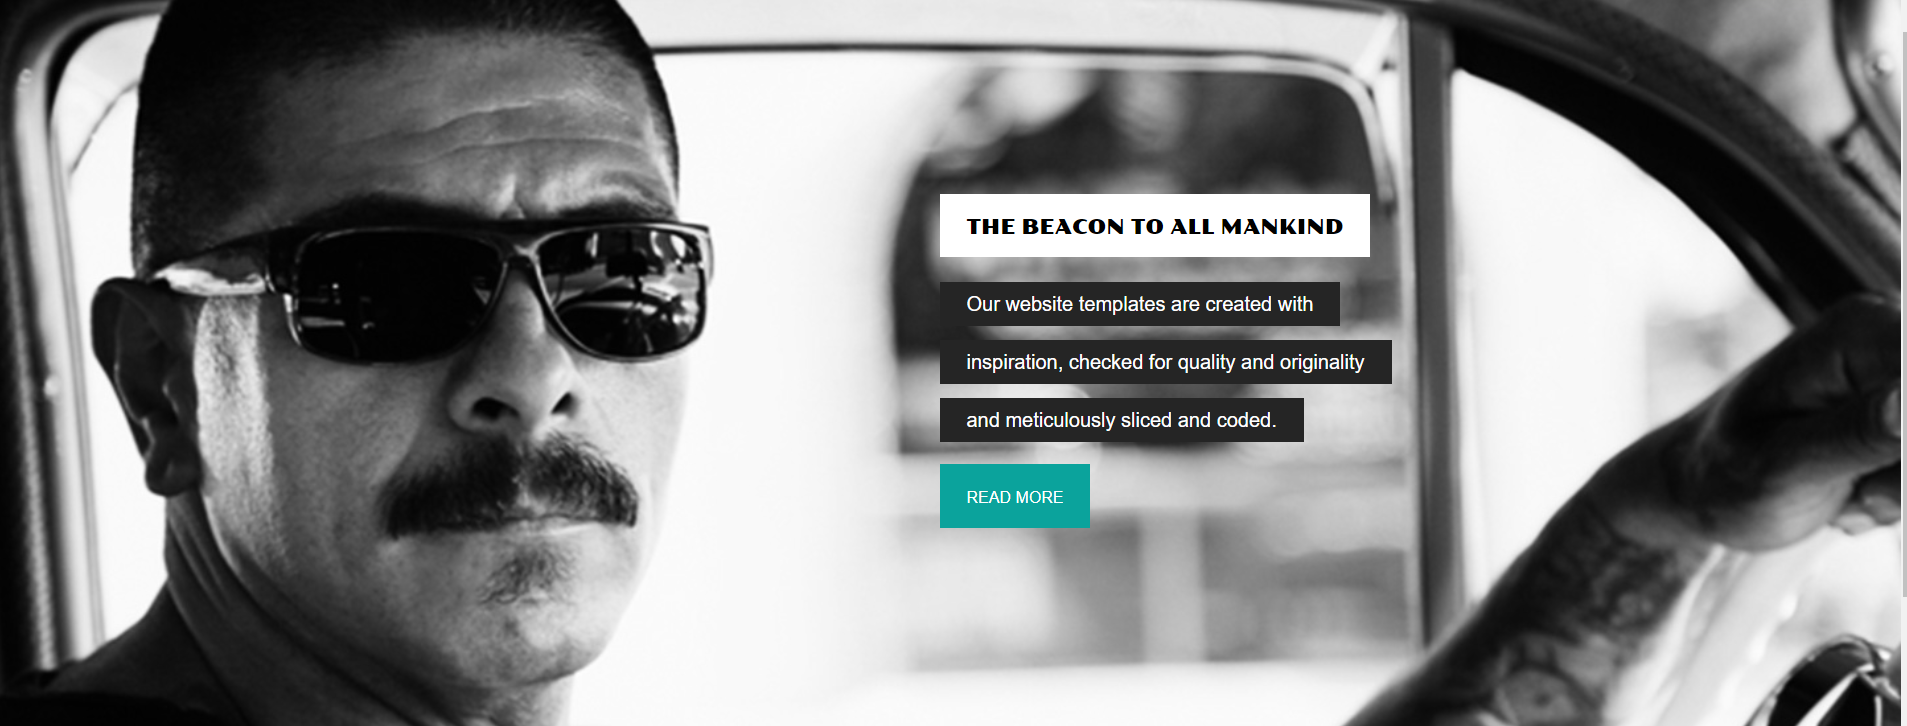 THE BEACON TO ALL MANKIND
Our website templates are created with
inspiration, checked for quality and originality
and meticulously sliced and coded.
READ MORE